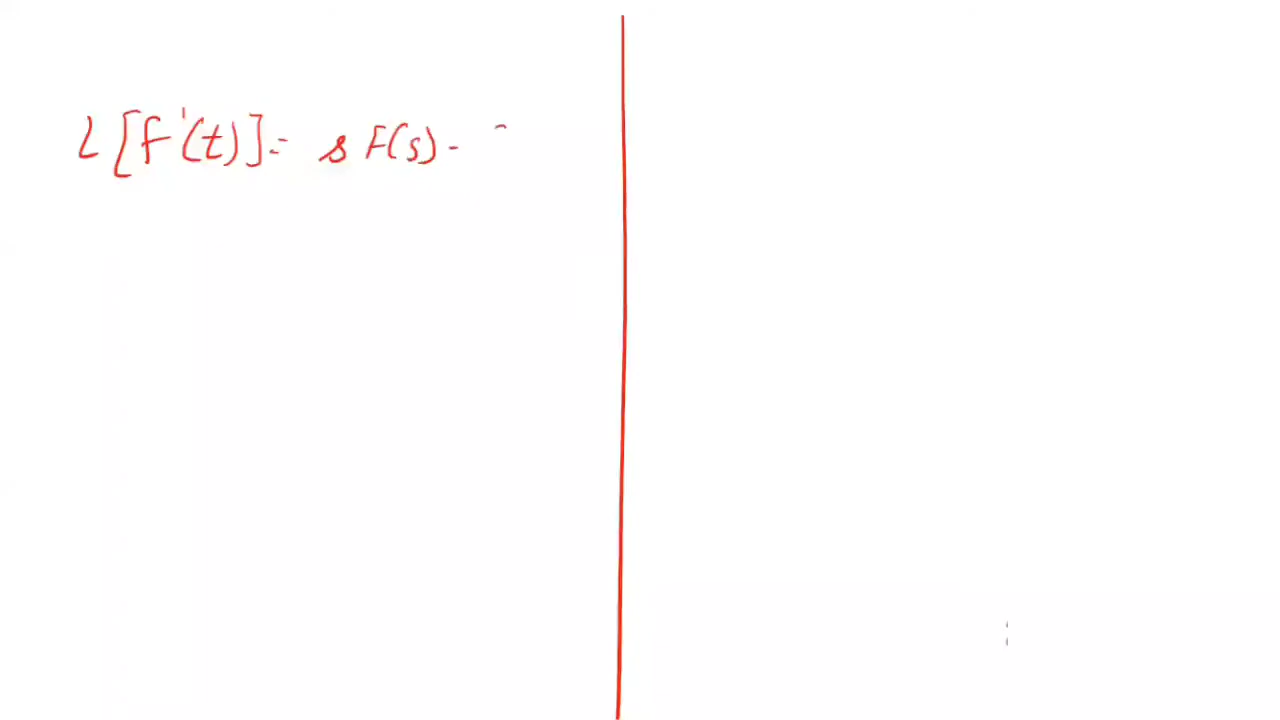 L[f'(t)] = s F(s) -